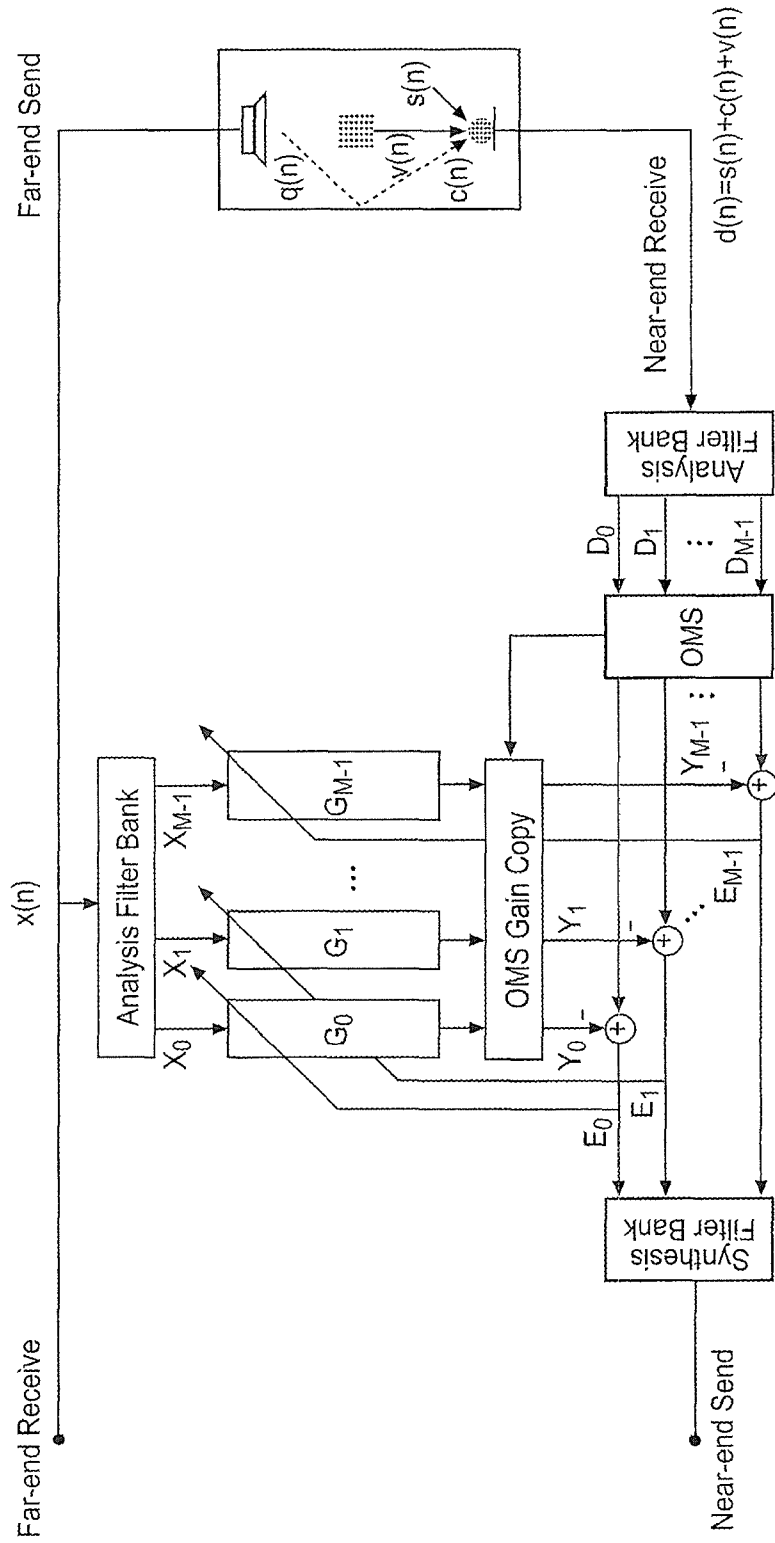 Far-end Receive
x(n)
Far-end Send
Analysis Filter Bank
X0
X1
XM-1
G0
G1
...
GM-1
OMS Gain Copy
Y0
Y1
YM-1
-
-
-
+
+
+
E0
E1
...
EM-1
OMS
...
D0
D1
...
DM-1
Analysis
Filter Bank
Synthesis
Filter Bank
q(n)
v(n)
c(n)
s(n)
Near-end Receive
d(n)=s(n)+c(n)+v(n)
Near-end Send